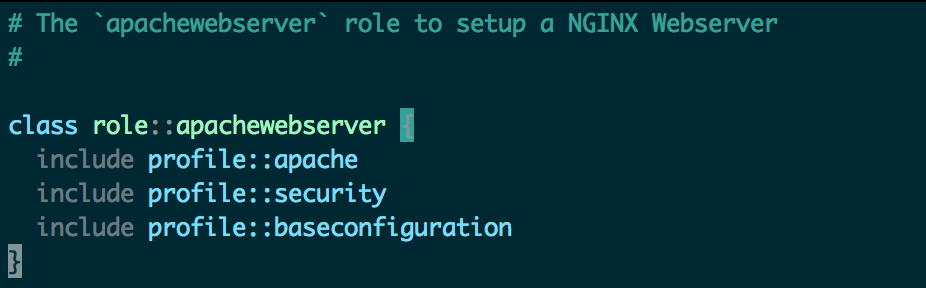 # The `apachewebserver` role to setup a NGINX Webserver
#
class role::apachewebserver {
  include profile::apache
  include profile::security
  include profile::baseconfiguration
}